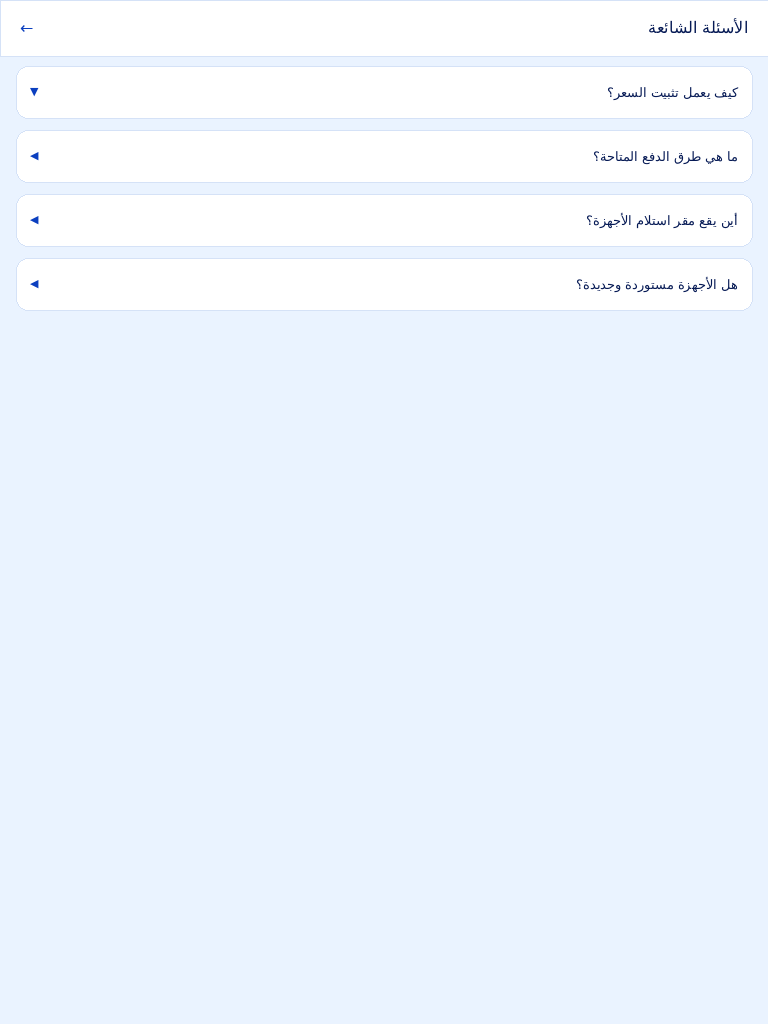 الأسئلة الشائعة ←
كيف يعمل تثبيت السعر؟ ▼
ما هي طرق الدفع المتاحة؟ ◀
أين يقع مقر استلام الأجهزة؟ ◀
هل الأجهزة مستوردة وجديدة؟ ◀